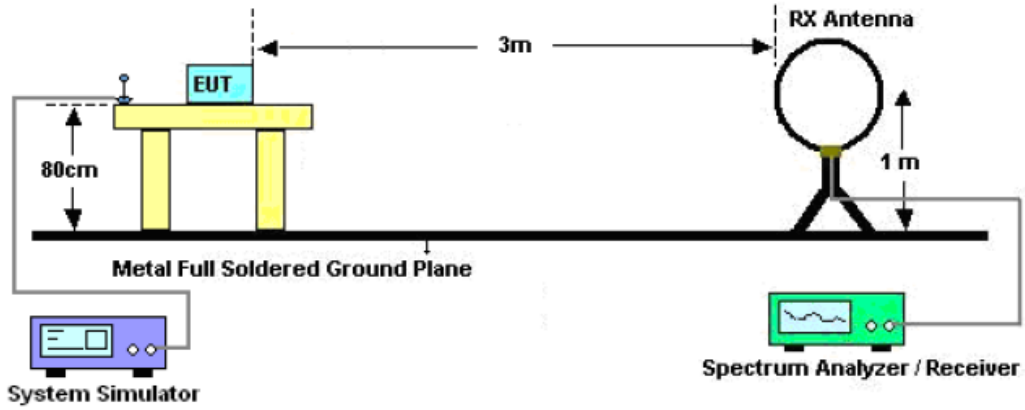 RX Antenna
3m
EUT
80cm
1 m
Metal Full Soldered Ground Plane
System Simulator
Spectrum Analyzer / Receiver